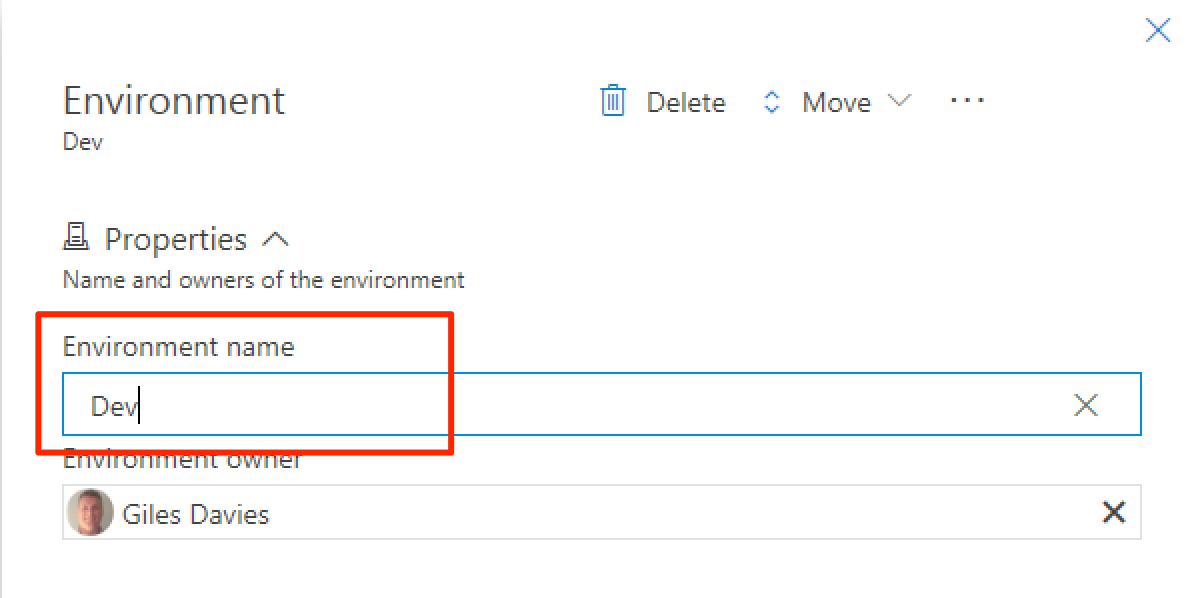 Environment
Delete
Move
Dev
Properties
Name and owners of the environment
Environment name
Dev
Environment owner
Giles Davies